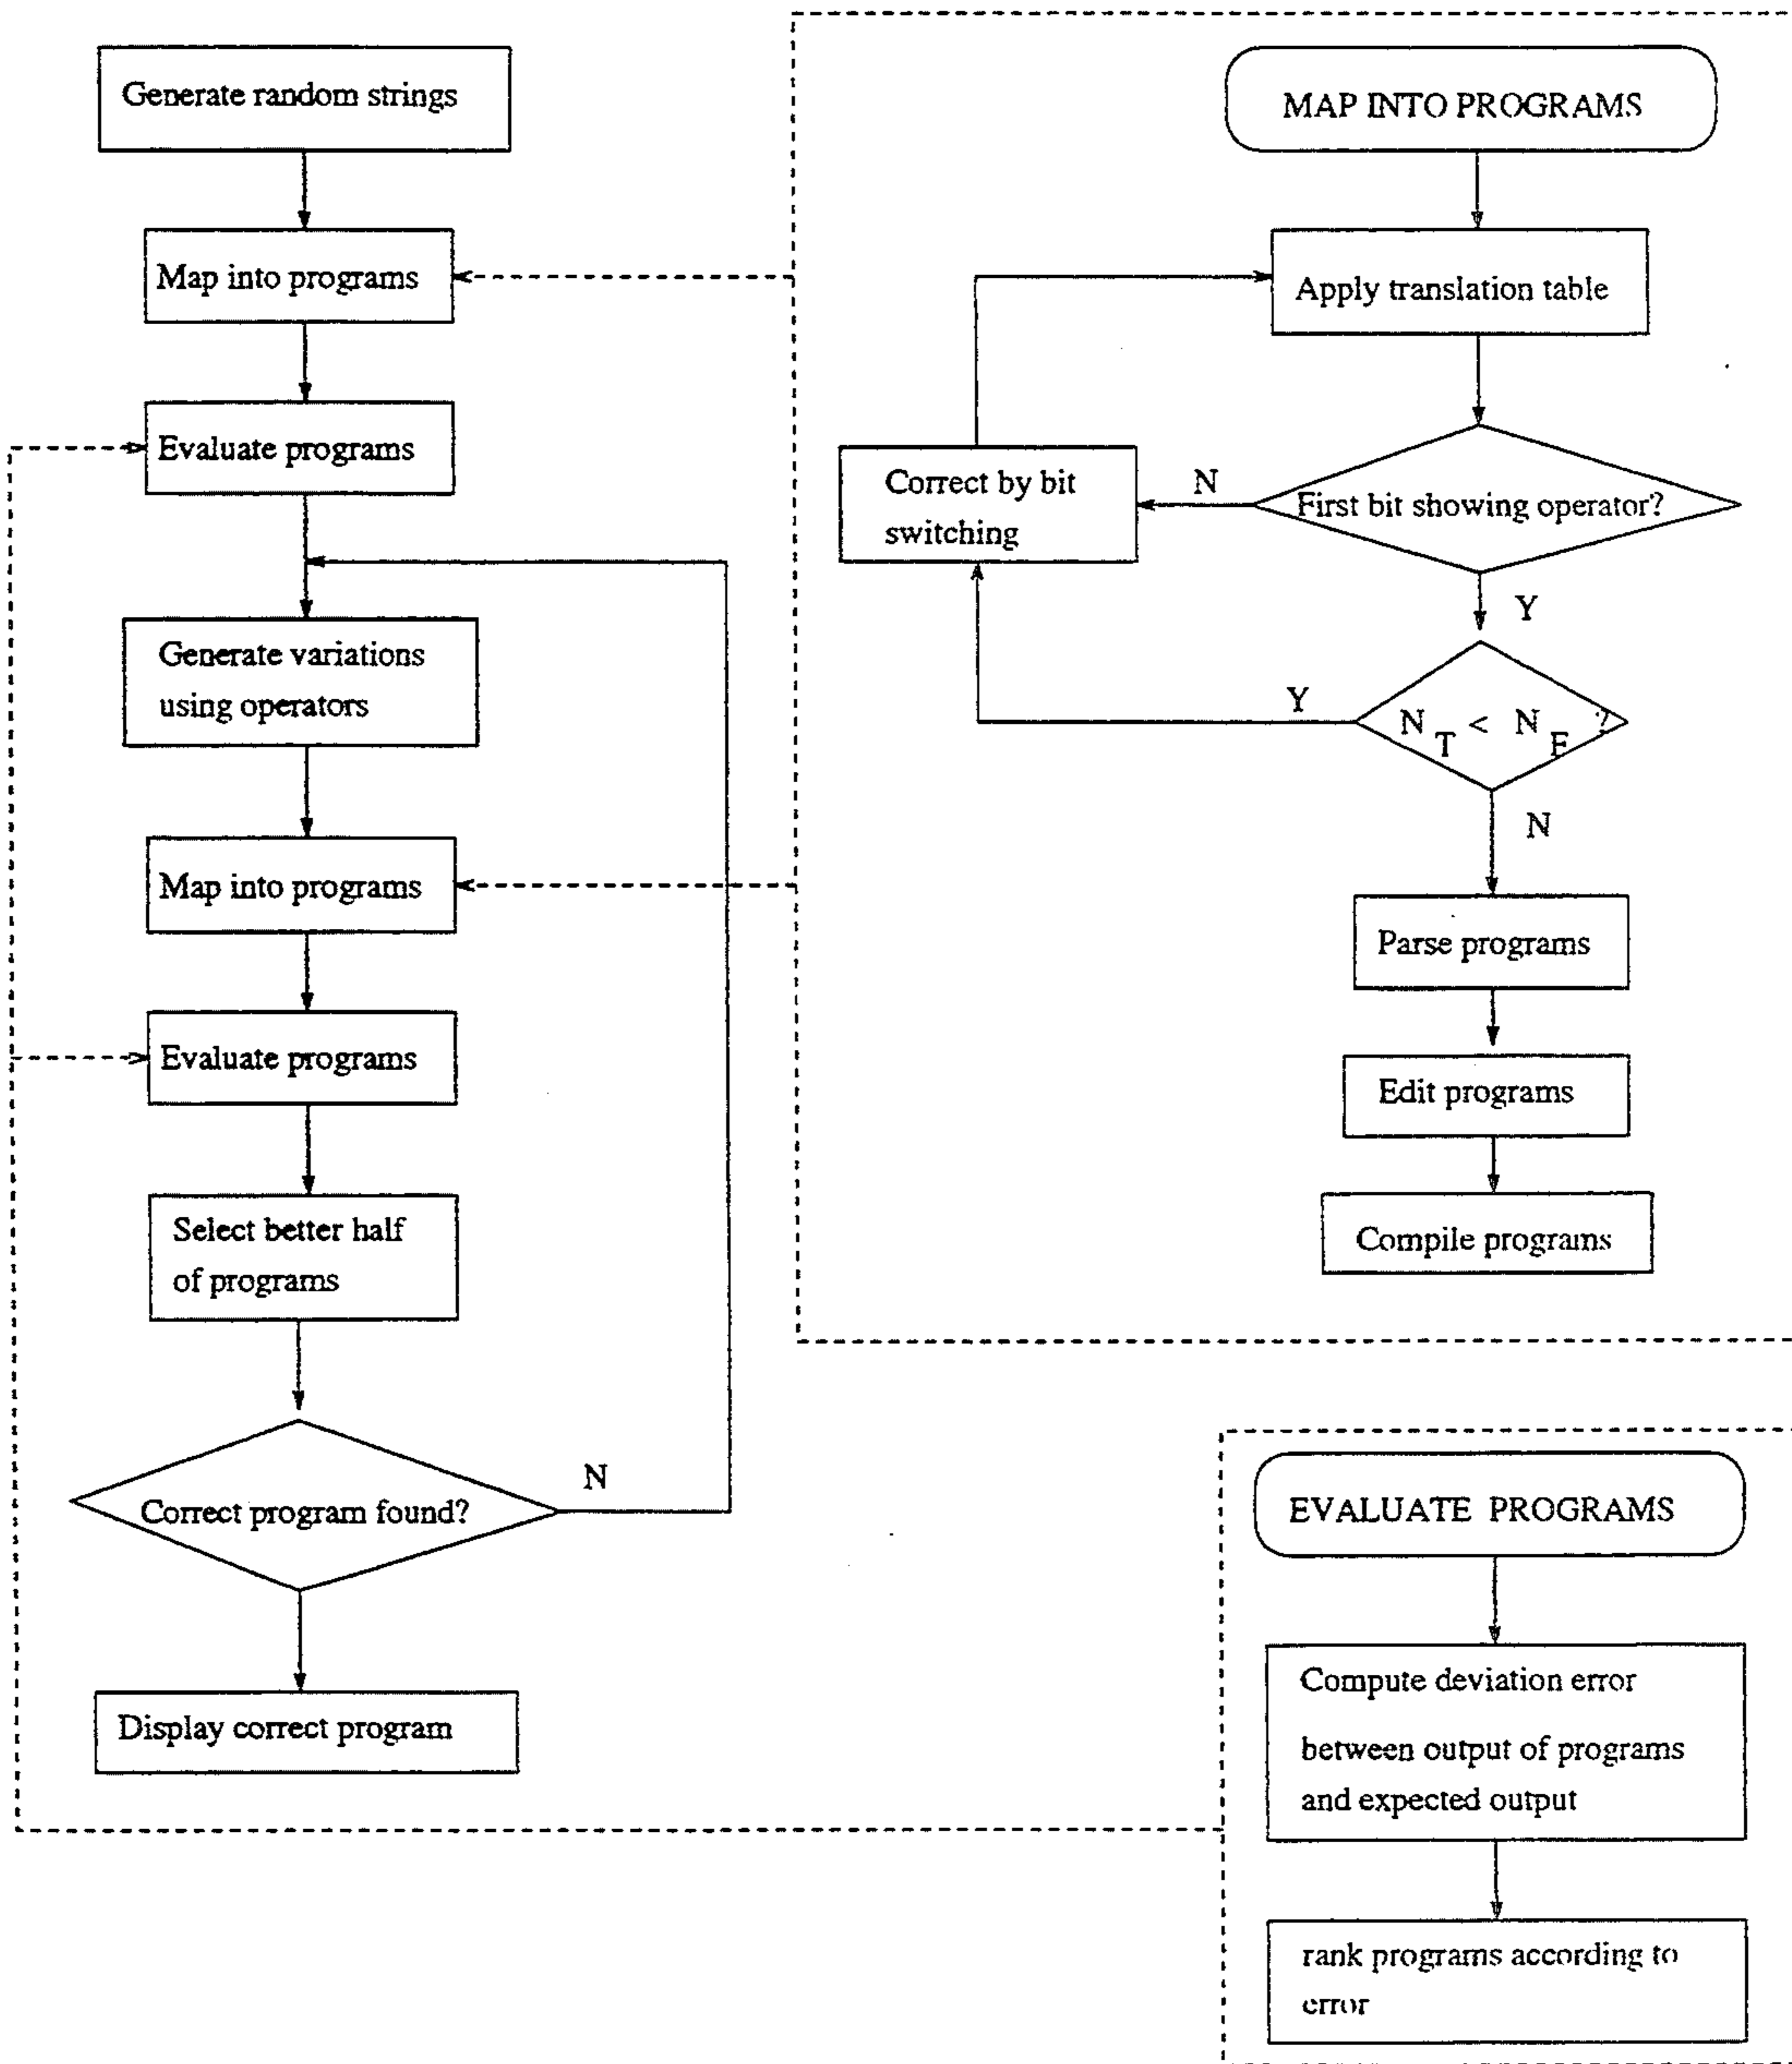 Generate random strings
Map into programs
Evaluate programs
Generate variations
using operators
Map into programs
Evaluate programs
Select better half
of programs
Correct program found?
N
Display correct program
MAP INTO PROGRAMS
Apply translation table
First bit showing operator?
N
Correct by bit
switching
Y
N T < N F ?
Y
N
Parse programs
Edit programs
Compile programs
EVALUATE PROGRAMS
Compute deviation error
between output of programs
and expected output
rank programs according to
error